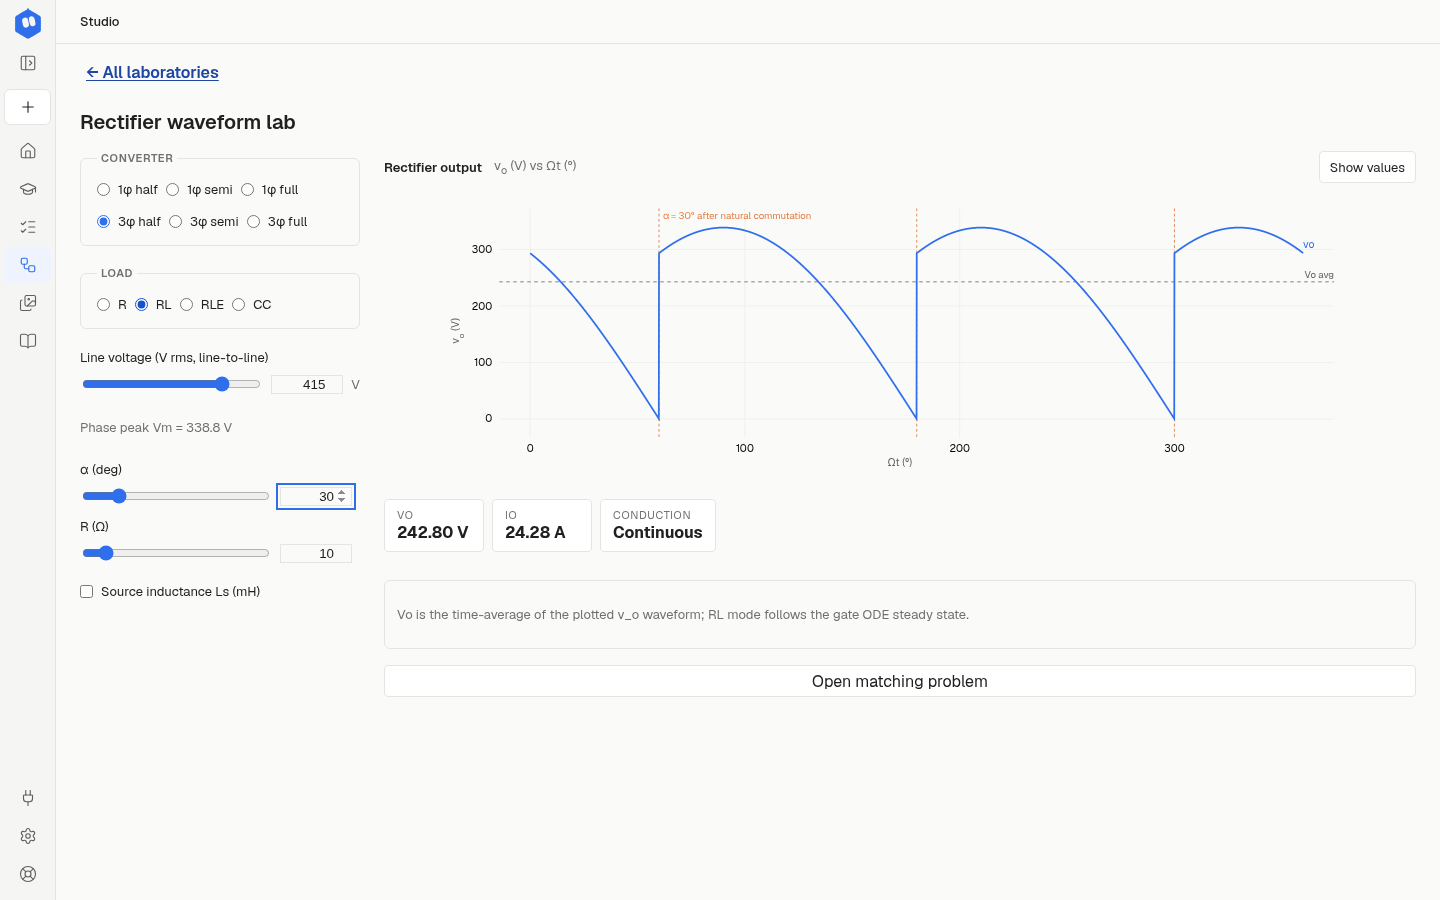 Studio
← All laboratories
Rectifier waveform lab
CONVERTER
1φ half 1φ semi 1φ full
3φ half 3φ semi 3φ full
LOAD
R RL RLE CC
Line voltage (V rms, line-to-line)
415 V
Phase peak Vm = 338.8 V
α (deg)
30
R (Ω)
10
Source inductance Ls (mH)
Rectifier output vo (V) vs Ωt (°)
Show values
α = 30° after natural commutation
vo
Vo avg
300
200
100
0
vo (V)
0 100 200 300
Ωt (°)
VO
242.80 V
IO
24.28 A
CONDUCTION
Continuous
Vo is the time-average of the plotted v_o waveform; RL mode follows the gate ODE steady state.
Open matching problem